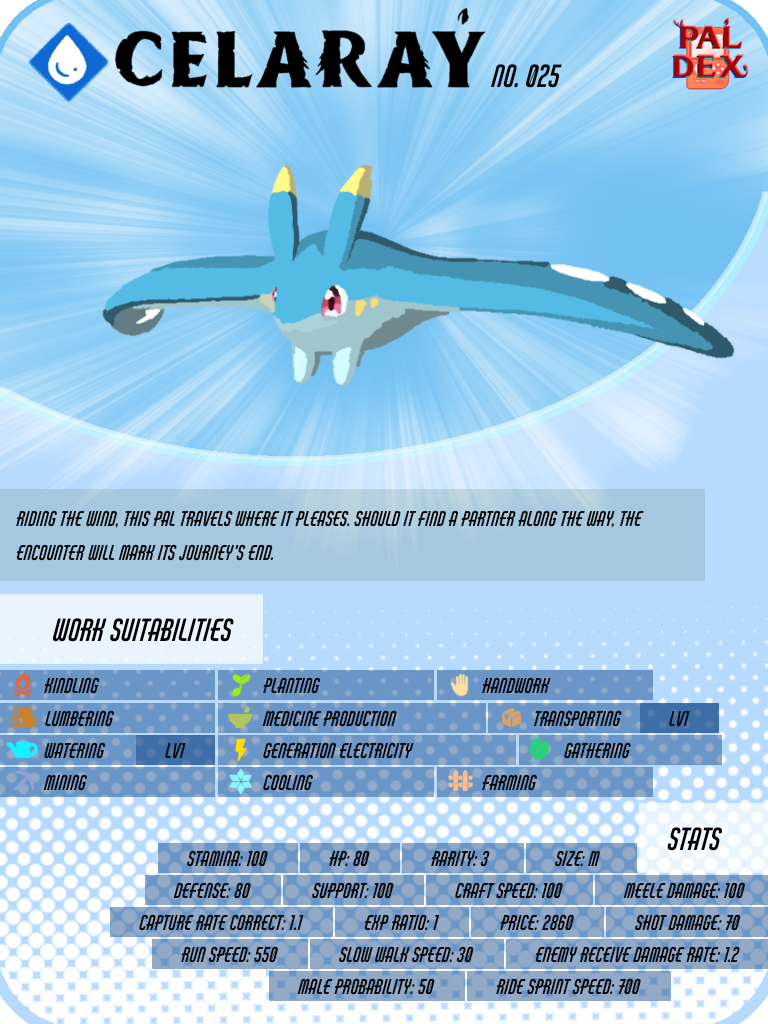 CELARAY NO. 025
PAL
DEX
RIDING THE WIND, THIS PAL TRAVELS WHERE IT PLEASES. SHOULD IT FIND A PARTNER ALONG THE WAY, THE
ENCOUNTER WILL MARK ITS JOURNEY'S END.
WORK SUITABILITIES
KINDLING PLANTING HANDWORK
LUMBERING MEDICINE PRODUCTION TRANSPORTING LV1
WATERING LV1 GENERATION ELECTRICITY GATHERING
MINING COOLING FARMING
STATS
STAMINA: 100 HP: 80 RARITY: 3 SIZE: M
DEFENSE: 80 SUPPORT: 100 CRAFT SPEED: 100 MEELE DAMAGE: 100
CAPTURE RATE CORRECT: 1.1 EXP RATIO: 1 PRICE: 2860 SHOT DAMAGE: 70
RUN SPEED: 550 SLOW WALK SPEED: 30 ENEMY RECEIVE DAMAGE RATE: 1.2
MALE PROBABILITY: 50 RIDE SPRINT SPEED: 700